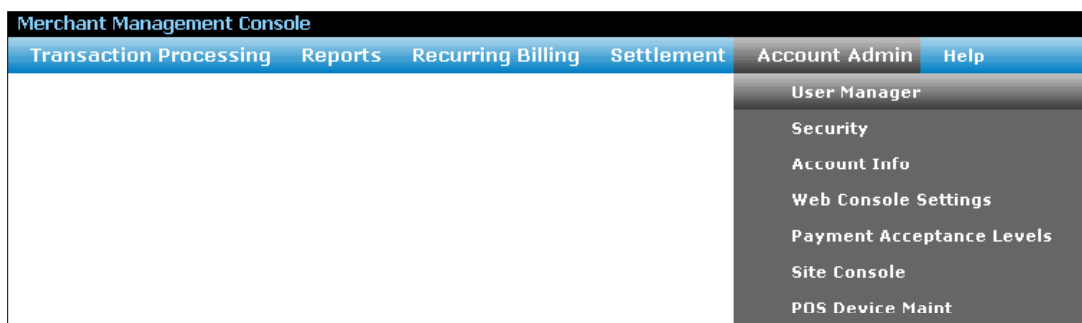 Merchant Management Console
Transaction Processing Reports Recurring Billing Settlement Account Admin Help
User Manager
Security
Account Info
Web Console Settings
Payment Acceptance Levels
Site Console
POS Device Maint